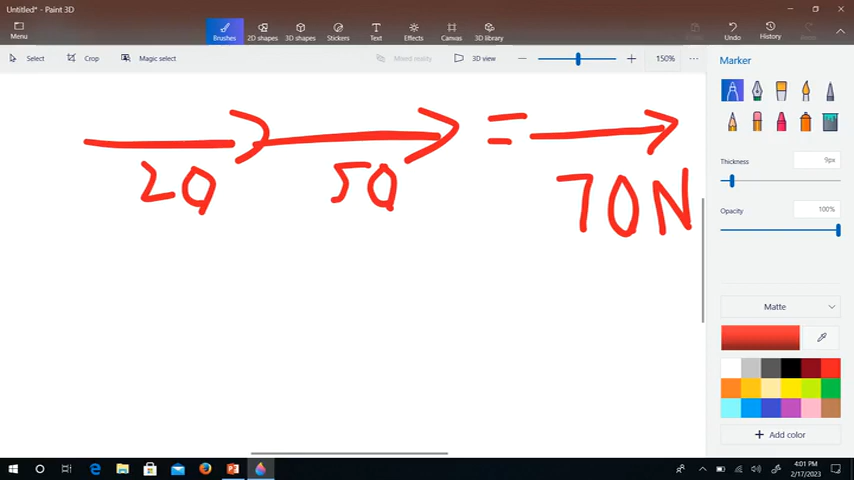 Untitled* - Paint 3D
Menu
Brushes
2D shapes
3D shapes
Stickers
Text
Effects
Canvas
3D library
Undo
History
Select
Crop
Magic select
Mixed reality
3D view
150%
Marker
20
50
=
70N
Thickness
9px
Opacity
100%
Matte
Add color
4:01 PM
2/17/2023